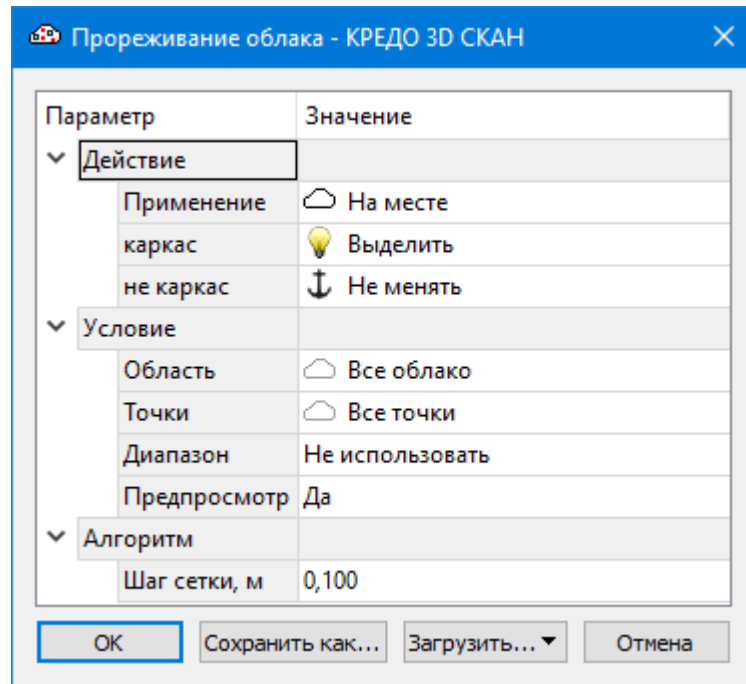 Прореживание облака - КРЕДО 3D СКАН
Параметр Значение
Действие
Применение На месте
каркас Выделить
не каркас Не менять
Условие
Область Все облако
Точки Все точки
Диапазон Не использовать
Предпросмотр Да
Алгоритм
Шаг сетки, м 0,100
ОК Сохранить как... Загрузить... Отмена